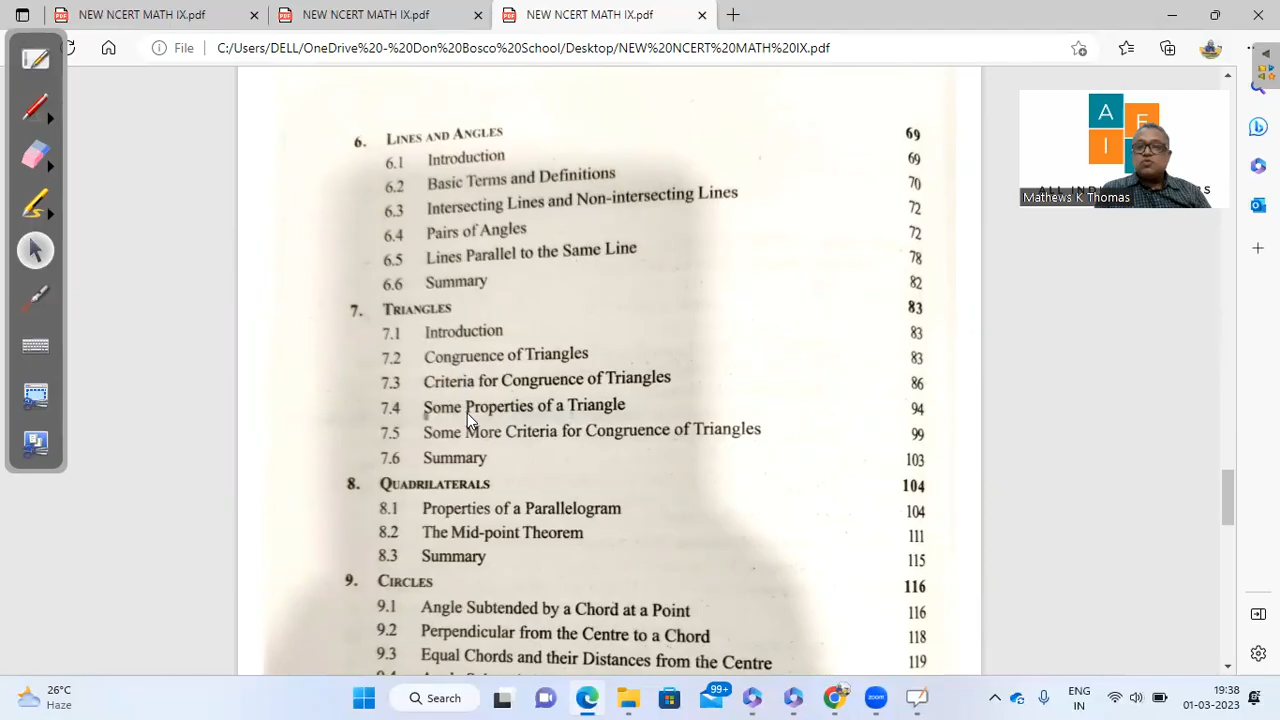 NEW NCERT MATH IX.pdf
NEW NCERT MATH IX.pdf
NEW NCERT MATH IX.pdf
File C:/Users/DELL/OneDrive%20-%20Don%20Bosco%20School/Desktop/NEW%20NCERT%20MATH%20IX.pdf
6. LINES AND ANGLES 69
6.1 Introduction 69
6.2 Basic Terms and Definitions 70
6.3 Intersecting Lines and Non-intersecting Lines 72
6.4 Pairs of Angles 72
6.5 Lines Parallel to the Same Line 78
6.6 Summary 82
7. TRIANGLES 83
7.1 Introduction 83
7.2 Congruence of Triangles 83
7.3 Criteria for Congruence of Triangles 86
7.4 Some Properties of a Triangle 94
7.5 Some More Criteria for Congruence of Triangles 99
7.6 Summary 103
8. QUADRILATERALS 104
8.1 Properties of a Parallelogram 104
8.2 The Mid-point Theorem 111
8.3 Summary 115
9. CIRCLES 116
9.1 Angle Subtended by a Chord at a Point 116
9.2 Perpendicular from the Centre to a Chord 118
9.3 Equal Chords and their Distances from the Centre 119
A F
I
Mathews K Thomas
26°C
Haze
Search
99+
zoom
ENG
IN
19:38
01-03-2023